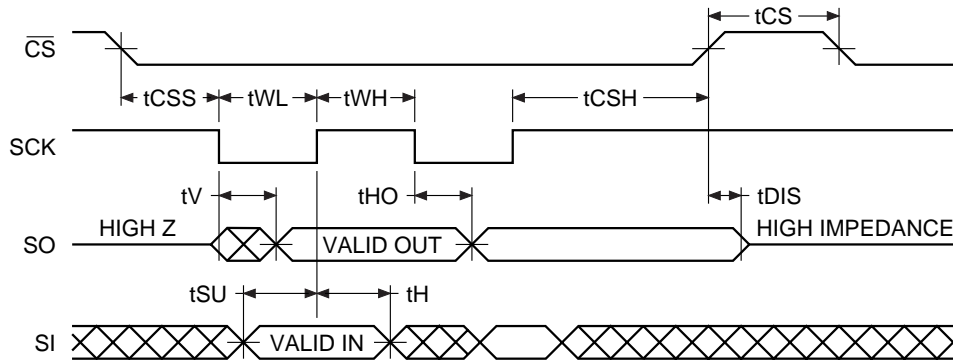 tCS
C̅S̅
tCSS tWL tWH tCSH
SCK
tV tHO tDIS
HIGH Z VALID OUT HIGH IMPEDANCE
SO
tSU tH
SI VALID IN